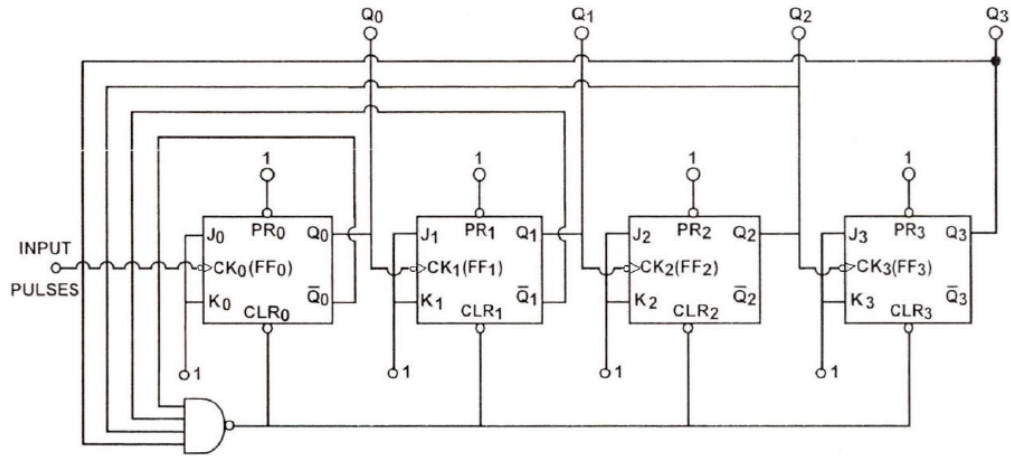 Q0 Q1 Q2 Q3
1 1 1 1
J0 PR0 Q0 J1 PR1 Q1 J2 PR2 Q2 J3 PR3 Q3
INPUT
PULSES
CK0(FF0) CK1(FF1) CK2(FF2) CK3(FF3)
K0 Q̅0 K1 Q̅1 K2 Q̅2 K3 Q̅3
CLR0 CLR1 CLR2 CLR3
1 1 1 1